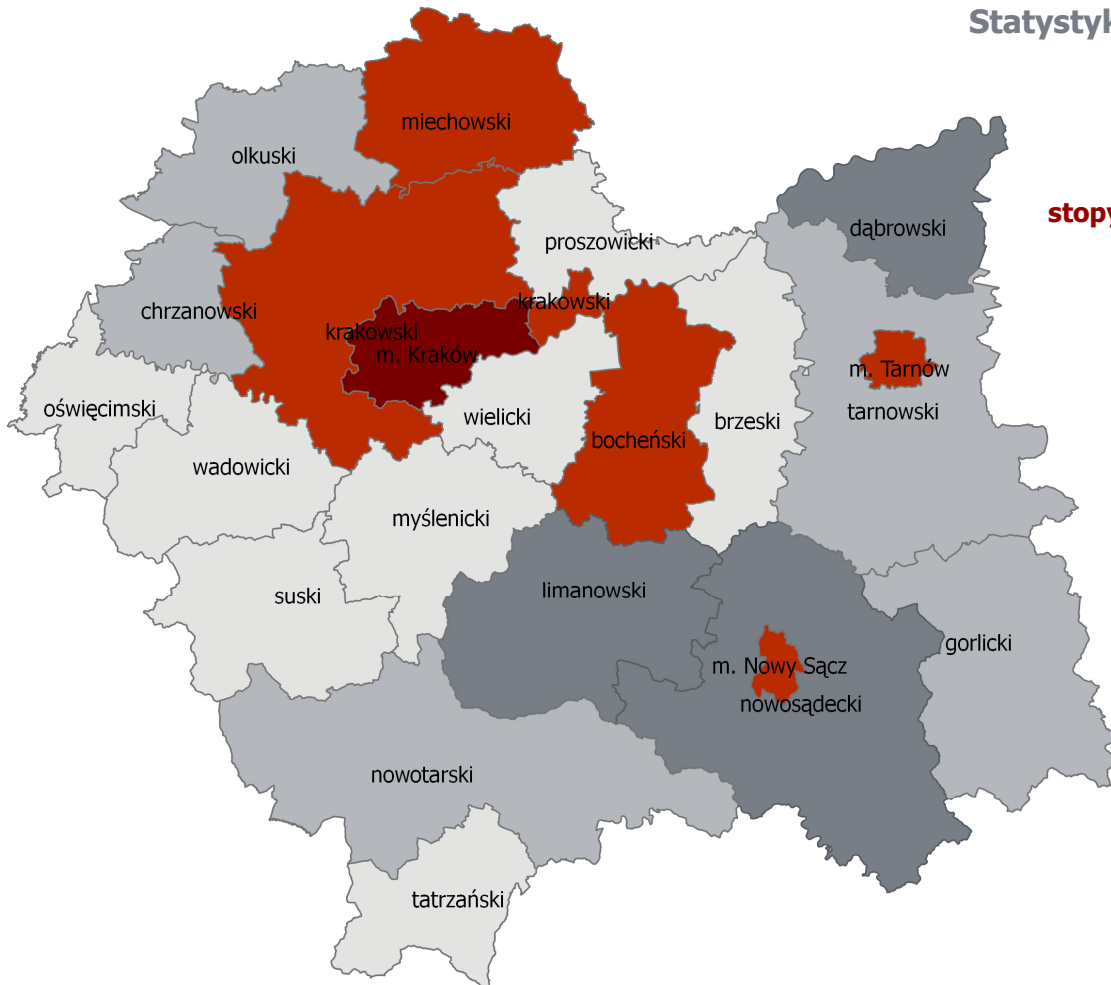 Statystyk
miechowski
olkuski
stopy
dąbrowski
proszowicki
krakowski
chrzanowski
krakowski
m. Kraków
m. Tarnów
oświęcimski
tarnowski
wielicki
brzeski
bocheński
wadowicki
myślenicki
limanowski
suski
gorlicki
m. Nowy Sącz
nowosądecki
nowotarski
tatrzański